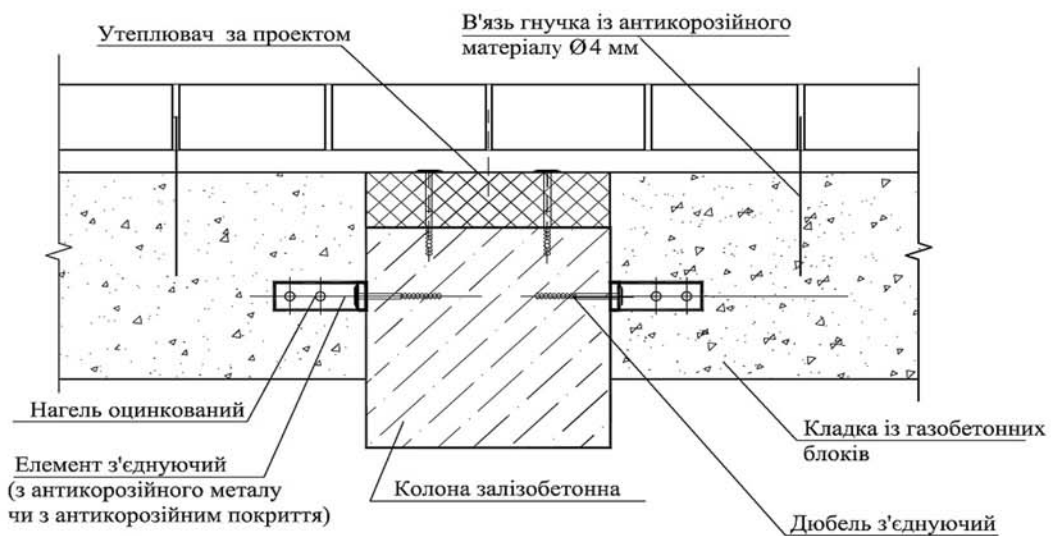 Утеплювач за проектом
В'язь гнучка із антикорозійного
матеріалу Ø4 мм
Нагель оцинкований
Елемент з'єднуючий
(з антикорозійного металу
чи з антикорозійним покриття)
Колона залізобетонна
Кладка із газобетонних
блоків
Дюбель з'єднуючий